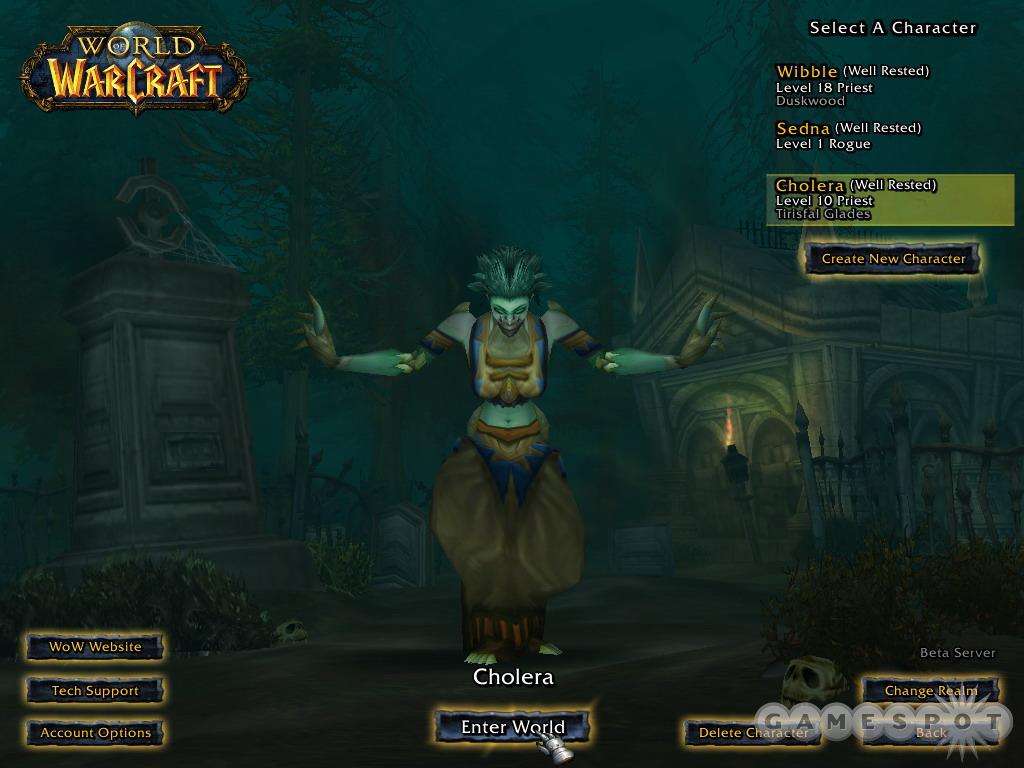 WORLD
OF
WARCRAFT
Select A Character
Wibble (Well Rested)
Level 18 Priest
Duskwood
Sedna (Well Rested)
Level 1 Rogue
Cholera (Well Rested)
Level 10 Priest
Tirisfal Glades
Create New Character
WoW Website
Tech Support
Account Options
Cholera
Enter World
Beta Server
Change Realm
Delete Character
Back
GAMESPOT